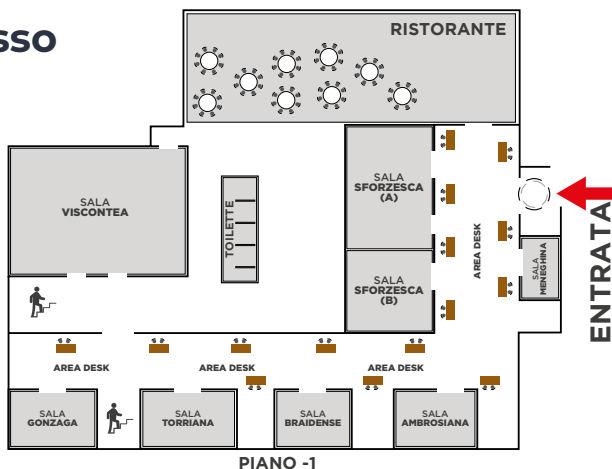 SSO
RISTORANTE
SALA
VISCONTEA
TOILETTE
SALA
SFORZESCA
(A)
SALA
SFORZESCA
(B)
AREA DESK
SALA
MENEGHINA
ENTRATA
AREA DESK
AREA DESK
AREA DESK
SALA
GONZAGA
SALA
TORRIANA
SALA
BRAIDENSE
SALA
AMBROSIANA
PIANO -1